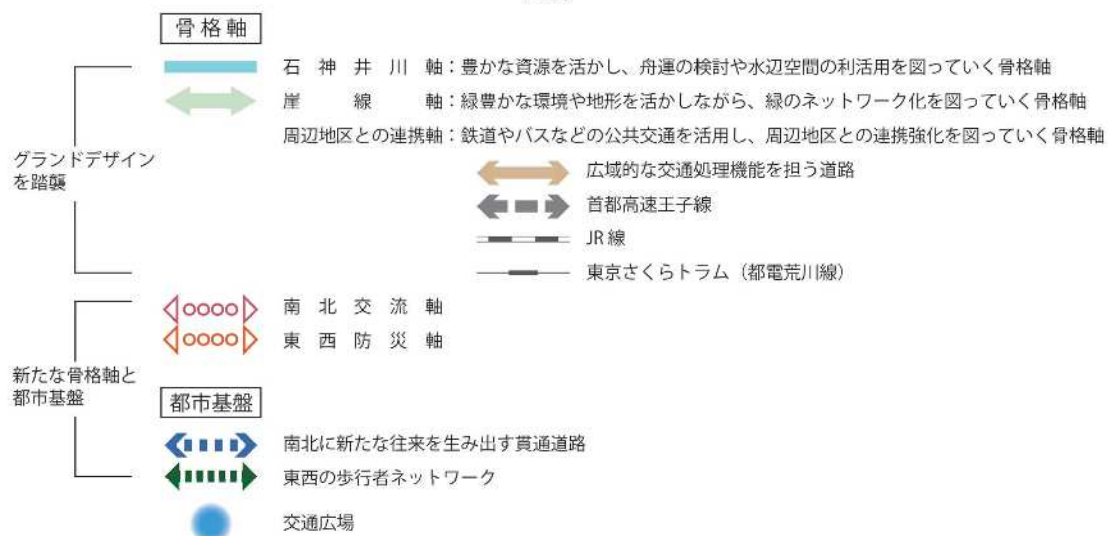 骨格軸
石神井川軸：豊かな資源を活かし、舟運の検討や水辺空間の利活用を図っていく骨格軸
崖線軸：緑豊かな環境や地形を活かしながら、緑のネットワーク化を図っていく骨格軸
周辺地区との連携軸：鉄道やバスなどの公共交通を活用し、周辺地区との連携強化を図っていく骨格軸
グランドデザイン
を踏襲
広域的な交通処理機能を担う道路
首都高速王子線
JR線
東京さくらトラム（都電荒川線）
南北交流軸
東西防災軸
新たな骨格軸と
都市基盤
都市基盤
南北に新たな往来を生み出す貫通道路
東西の歩行者ネットワーク
交通広場